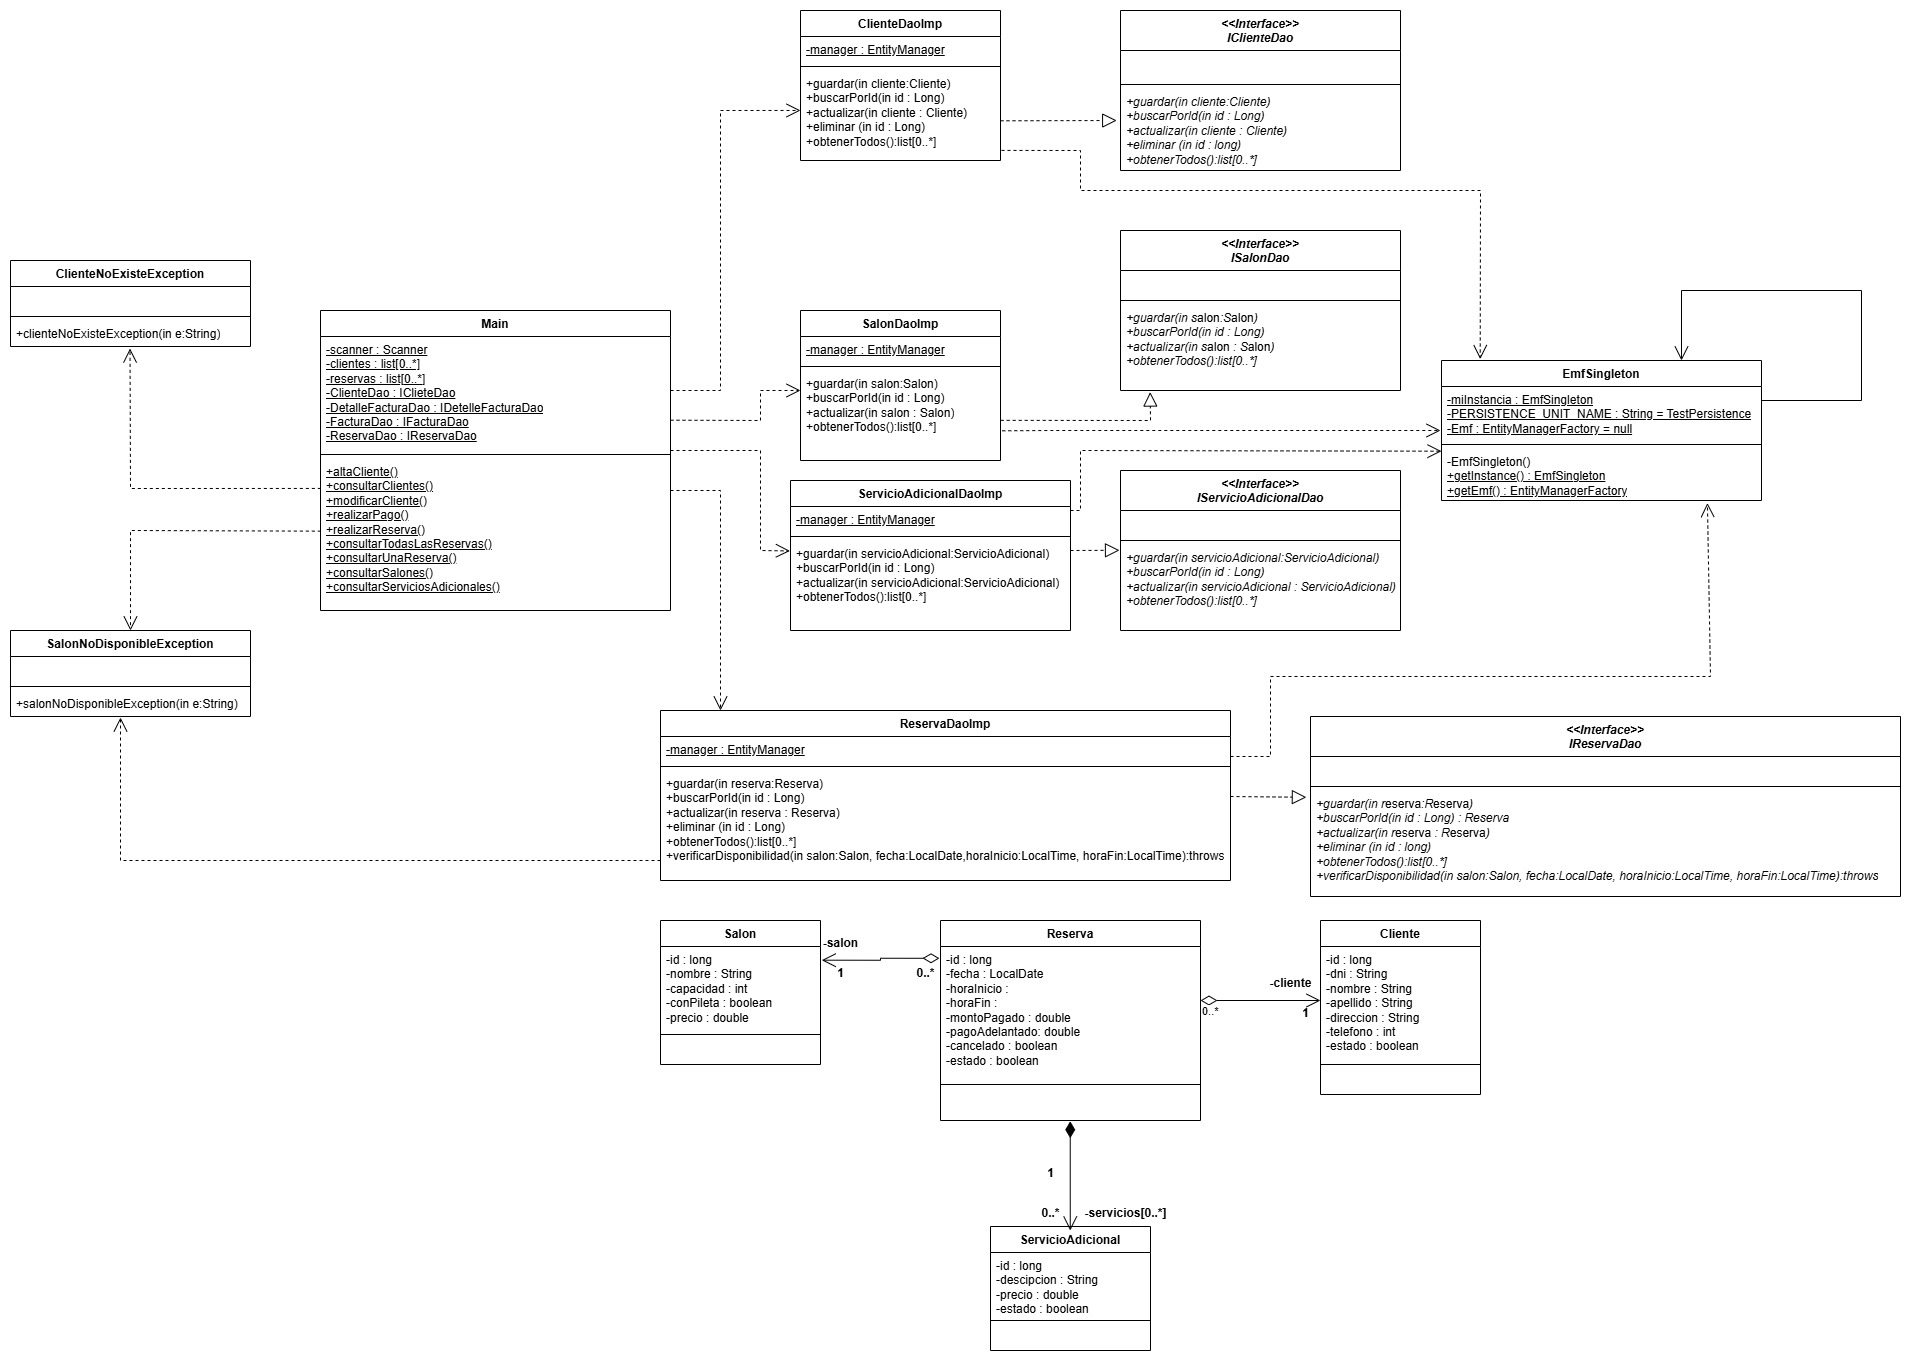 ClienteDaoImp
-manager : EntityManager
+guardar(in cliente:Cliente)
+buscarPorId(in id : Long)
+actualizar(in cliente : Cliente)
+eliminar (in id : Long)
+obtenerTodos():list[0..*]
<<Interface>>
IClienteDao
+guardar(in cliente:Cliente)
+buscarPorId(in id : Long)
+actualizar(in cliente : Cliente)
+eliminar (in id : long)
+obtenerTodos():list[0..*]
<<Interface>>
ISalonDao
+guardar(in salon:Salon)
+buscarPorId(in id : Long)
+actualizar(in salon : Salon)
+obtenerTodos():list[0..*]
ClienteNoExisteException
+clienteNoExisteException(in e:String)
Main
-scanner : Scanner
-clientes : list[0..*]
-reservas : list[0..*]
-ClienteDao : IClieteDao
-DetalleFacturaDao : IDetelleFacturaDao
-FacturaDao : IFacturaDao
-ReservaDao : IReservaDao
+altaCliente()
+consultarClientes()
+modificarCliente()
+realizarPago()
+realizarReserva()
+consultarTodasLasReservas()
+consultarUnaReserva()
+consultarSalones()
+consultarServiciosAdicionales()
SalonDaoImp
-manager : EntityManager
+guardar(in salon:Salon)
+buscarPorId(in id : Long)
+actualizar(in salon : Salon)
+obtenerTodos():list[0..*]
EmfSingleton
-miInstancia : EmfSingleton
-PERSISTENCE_UNIT_NAME : String = TestPersistence
-Emf : EntityManagerFactory = null
-EmfSingleton()
+getInstance() : EmfSingleton
+getEmf() : EntityManagerFactory
ServicioAdicionalDaoImp
-manager : EntityManager
+guardar(in servicioAdicional:ServicioAdicional)
+buscarPorId(in id : Long)
+actualizar(in servicioAdicional:ServicioAdicional)
+obtenerTodos():list[0..*]
<<Interface>>
IServicioAdicionalDao
+guardar(in servicioAdicional:ServicioAdicional)
+buscarPorId(in id : Long)
+actualizar(in servicioAdicional : ServicioAdicional)
+obtenerTodos():list[0..*]
SalonNoDisponibleException
+salonNoDisponibleException(in e:String)
ReservaDaoImp
-manager : EntityManager
+guardar(in reserva:Reserva)
+buscarPorId(in id : Long)
+actualizar(in reserva : Reserva)
+eliminar (in id : Long)
+obtenerTodos():list[0..*]
+verificarDisponibilidad(in salon:Salon, fecha:LocalDate,horaInicio:LocalTime, horaFin:LocalTime):throws
<<Interface>>
IReservaDao
+guardar(in reserva:Reserva)
+buscarPorId(in id : Long) : Reserva
+actualizar(in reserva : Reserva)
+eliminar (in id : long)
+obtenerTodos():list[0..*]
+verificarDisponibilidad(in salon:Salon, fecha:LocalDate, horaInicio:LocalTime, horaFin:LocalTime):throws
Salon
-id : long
-nombre : String
-capacidad : int
-conPileta : boolean
-precio : double
-salon
1
0..*
Reserva
-id : long
-fecha : LocalDate
-horaInicio :
-horaFin :
-montoPagado : double
-pagoAdelantado: double
-cancelado : boolean
-estado : boolean
-cliente
0..*
1
Cliente
-id : long
-dni : String
-nombre : String
-apellido : String
-direccion : String
-telefono : int
-estado : boolean
1
0..*
-servicios[0..*]
ServicioAdicional
-id : long
-descipcion : String
-precio : double
-estado : boolean